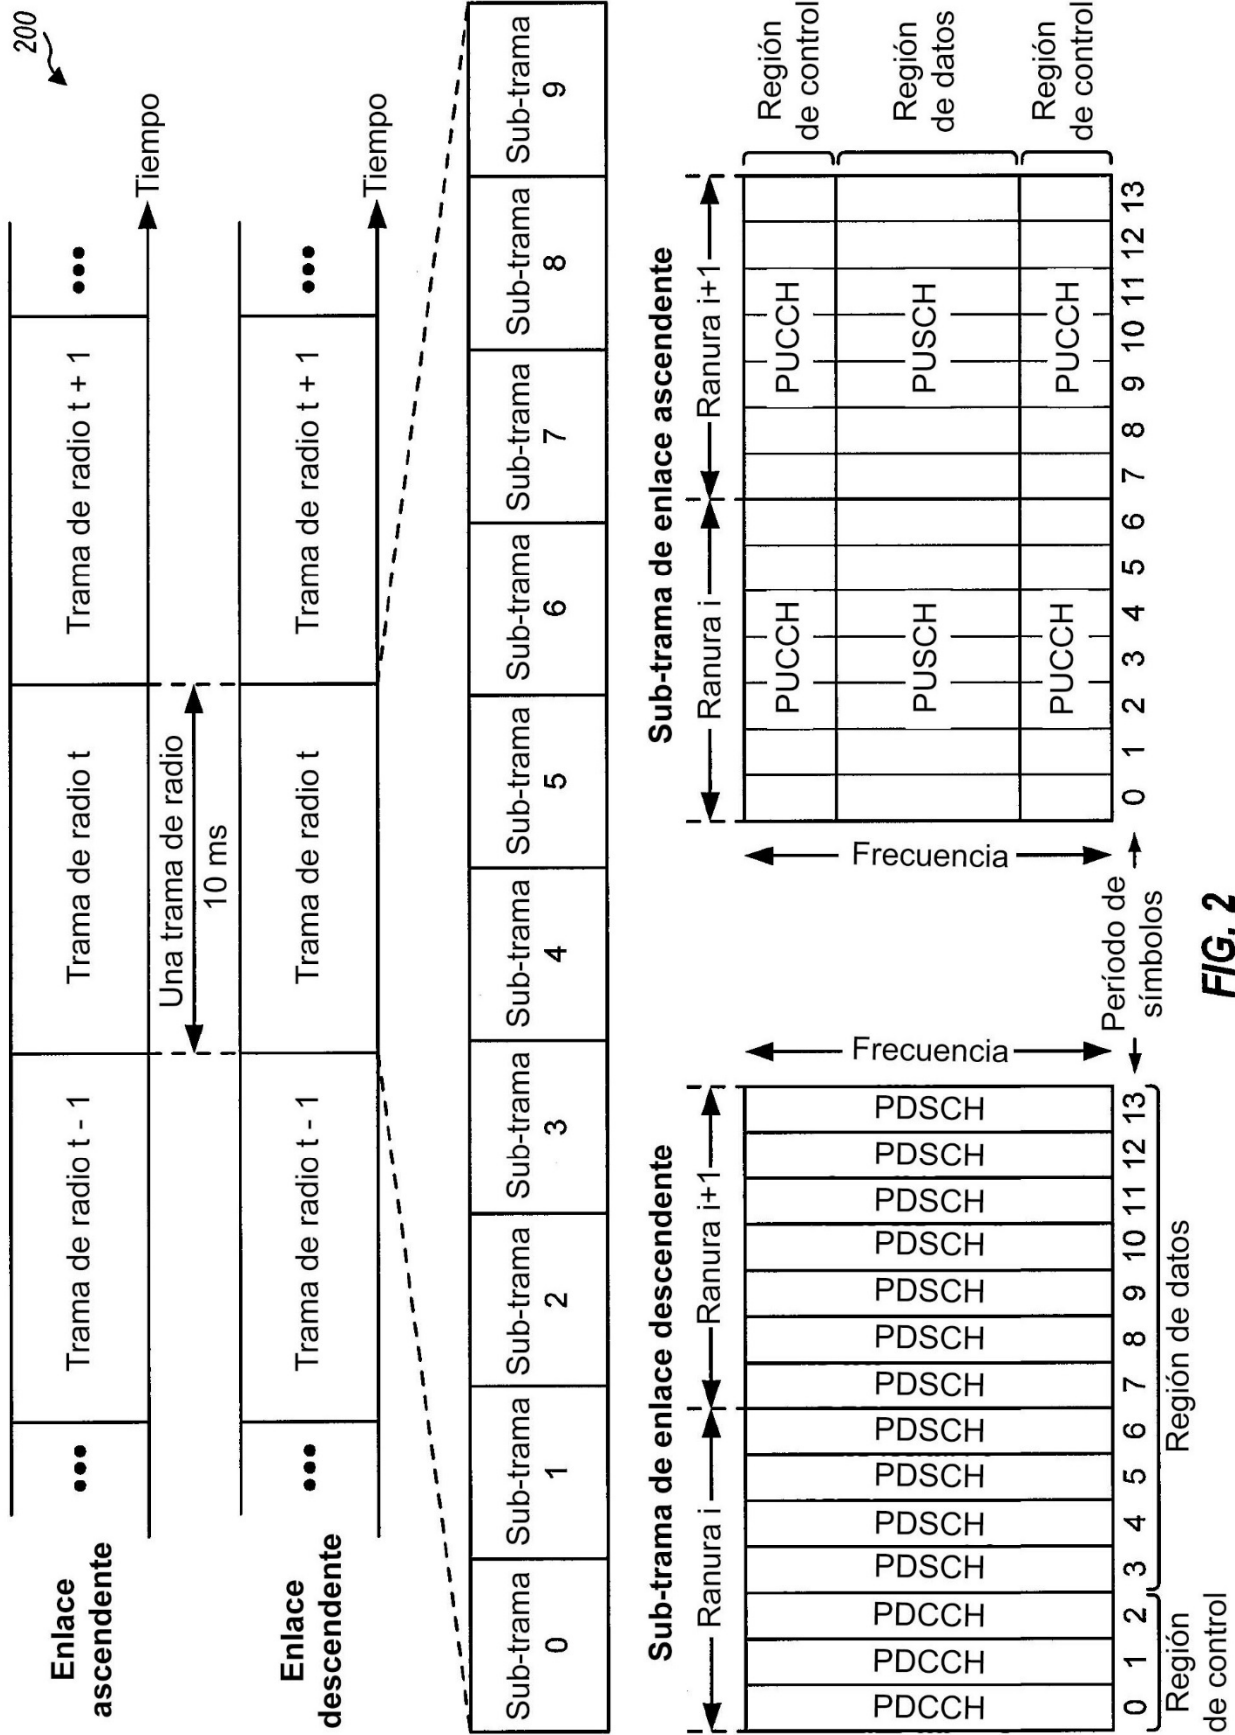 200
Enlace
ascendente
Trama de radio t - 1
Trama de radio t
Trama de radio t + 1
Tiempo
Una trama de radio
10 ms
Enlace
descendente
Trama de radio t - 1
Trama de radio t
Trama de radio t + 1
Tiempo
Sub-trama
0
Sub-trama
1
Sub-trama
2
Sub-trama
3
Sub-trama
4
Sub-trama
5
Sub-trama
6
Sub-trama
7
Sub-trama
8
Sub-trama
9
Sub-trama de enlace descendente
Ranura i
Ranura i+1
PDCCH
PDCCH
PDCCH
PDSCH
PDSCH
PDSCH
PDSCH
PDSCH
PDSCH
PDSCH
PDSCH
PDSCH
PDSCH
PDSCH
Frecuencia
0 1 2 3 4 5 6 7 8 9 10 11 12 13
Región
de control
Región de datos
Período de
símbolos
Sub-trama de enlace ascendente
Ranura i
Ranura i+1
Frecuencia
PUCCH
PUCCH
Región
de control
PUSCH
PUSCH
Región
de datos
PUCCH
PUCCH
Región
de control
0 1 2 3 4 5 6 7 8 9 10 11 12 13
FIG. 2